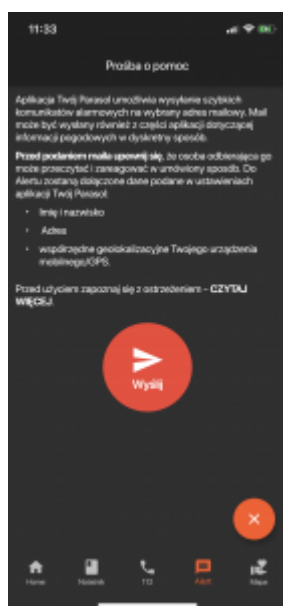 11:33
Prośba o pomoc
Aplikacja Twój Parasol umożliwia wysyłanie szybkich
komunikatów alarmowych na wybrany adres mailowy. Mail
może być wysłany również z części aplikacji dotyczącej
informacji pogodowych w dyskretny sposób.
Przed podaniem maila upewnij się, że osoba odbierająca go
może przeczytać i zareagować w umówiony sposób. Do
Alertu zostaną dołączone dane podane w ustawieniach
aplikacji Twój Parasol:
Imię i nazwisko
Adres
współrzędne geolokalizacyjne Twojego urządzenia
mobilnego/GPS.
Przed użyciem zapoznaj się z ostrzeżeniem – CZYTAJ
WIĘCEJ.
Wyślij
Home
Notatnik
112
Alert
Mapa